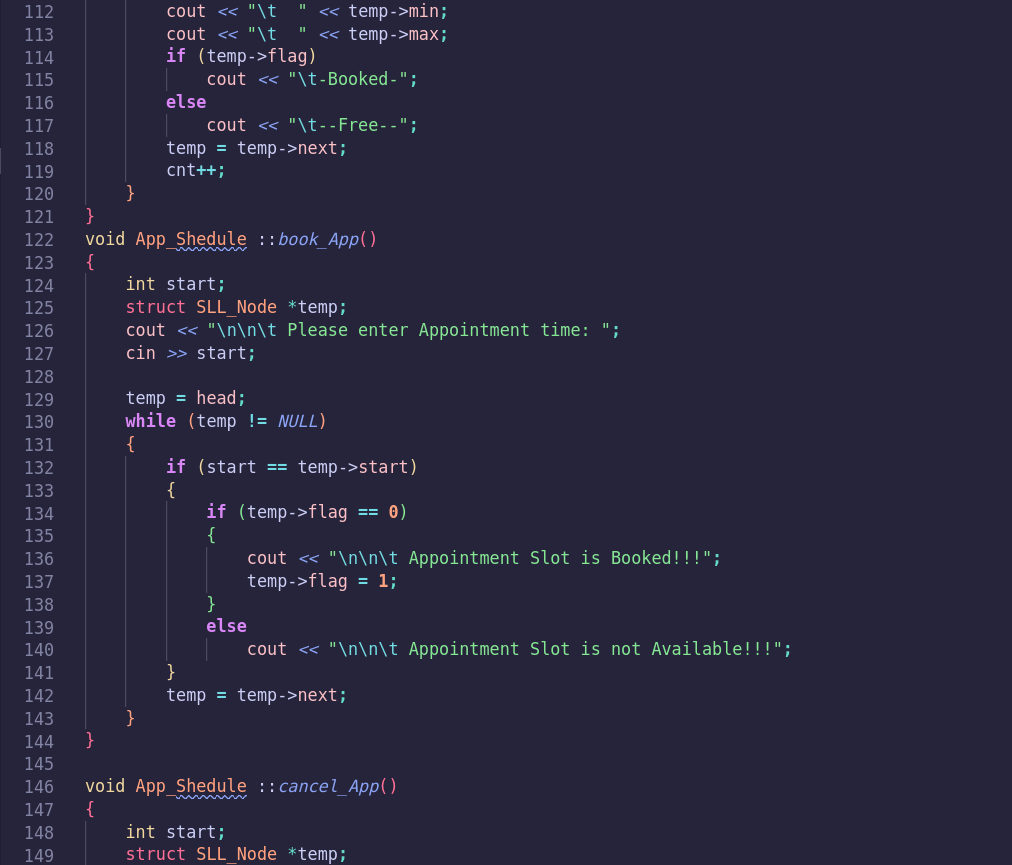 112 cout << "\t  " << temp->min;
113 cout << "\t  " << temp->max;
114 if (temp->flag)
115 cout << "\t-Booked-";
116 else
117 cout << "\t--Free--";
118 temp = temp->next;
119 cnt++;
120 }
121 }
122 void App_Shedule ::book_App()
123 {
124 int start;
125 struct SLL_Node *temp;
126 cout << "\n\n\t Please enter Appointment time: ";
127 cin >> start;
128
129 temp = head;
130 while (temp != NULL)
131 {
132 if (start == temp->start)
133 {
134 if (temp->flag == 0)
135 {
136 cout << "\n\n\t Appointment Slot is Booked!!!";
137 temp->flag = 1;
138 }
139 else
140 cout << "\n\n\t Appointment Slot is not Available!!!";
141 }
142 temp = temp->next;
143 }
144 }
145
146 void App_Shedule ::cancel_App()
147 {
148 int start;
149 struct SLL_Node *temp;